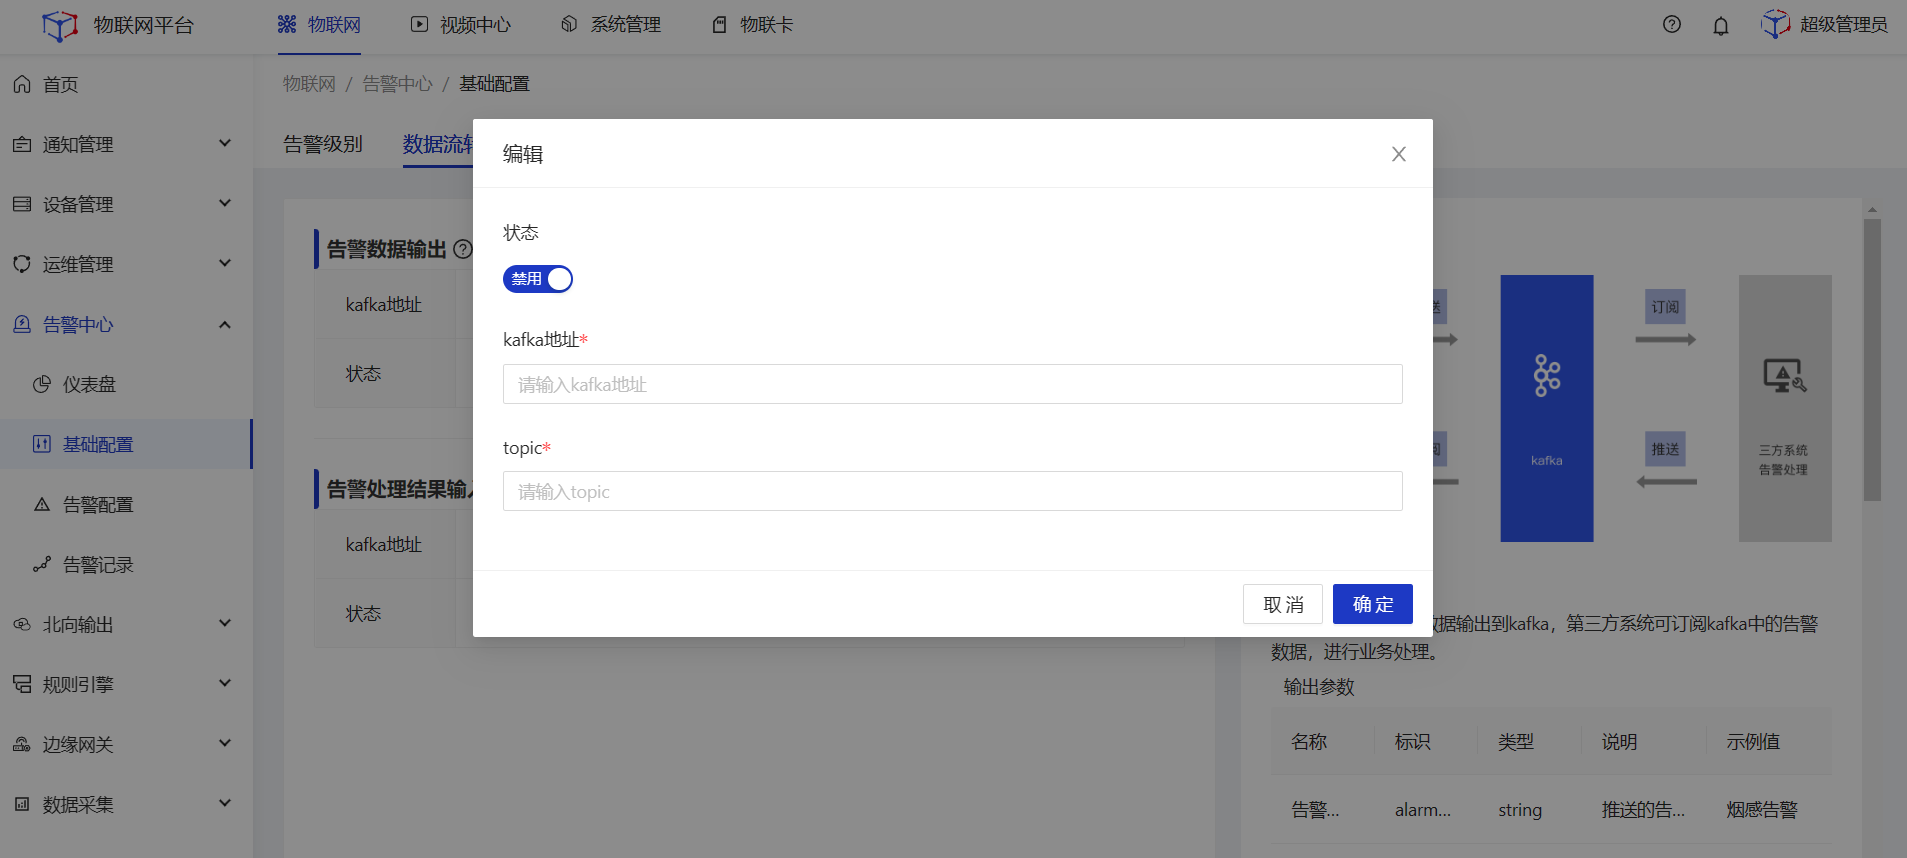 物联网平台
物联网
视频中心
系统管理
物联卡
超级管理员
首页
通知管理
设备管理
运维管理
告警中心
仪表盘
基础配置
告警配置
告警记录
北向输出
规则引擎
边缘网关
数据采集
物联网 / 告警中心 / 基础配置
告警级别
数据流转
告警数据输出
kafka地址
状态
告警处理结果输入
kafka地址
状态
编辑
状态
禁用
kafka地址*
请输入kafka地址
topic*
请输入topic
取 消
确 定
订阅
kafka
推送
三方系统
告警处理
数据输出到kafka，第三方系统可订阅kafka中的告警
数据，进行业务处理。
输出参数
名称 标识 类型 说明 示例值
告警... alarm... string 推送的告... 烟感告警